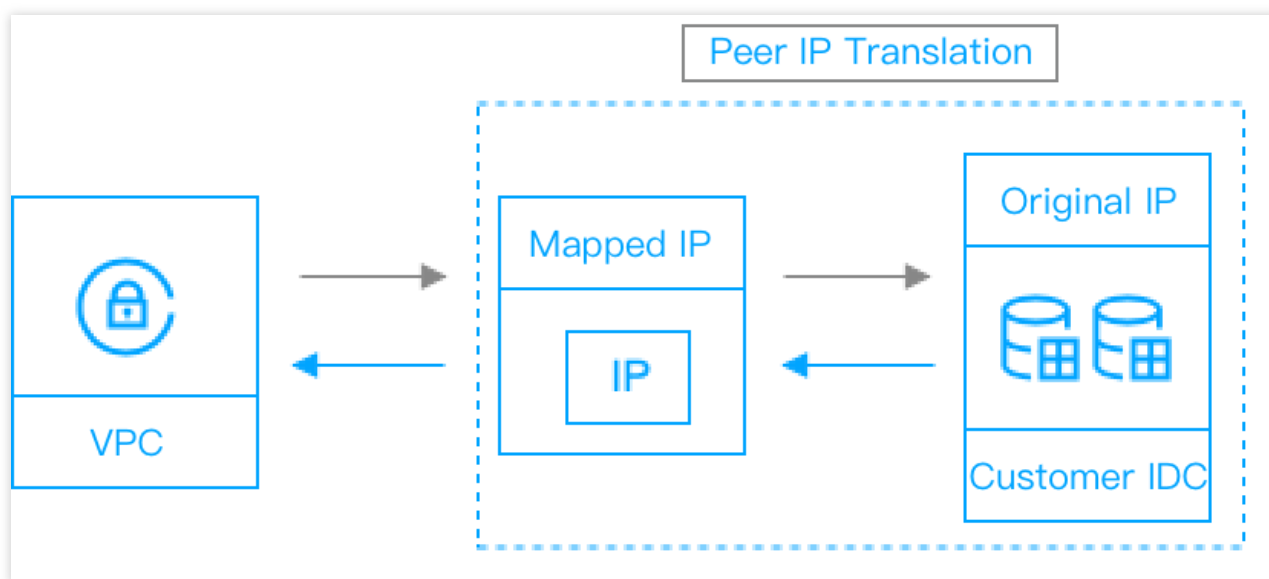 Peer IP Translation
Original IP
Mapped IP
IP
VPC
Customer IDC